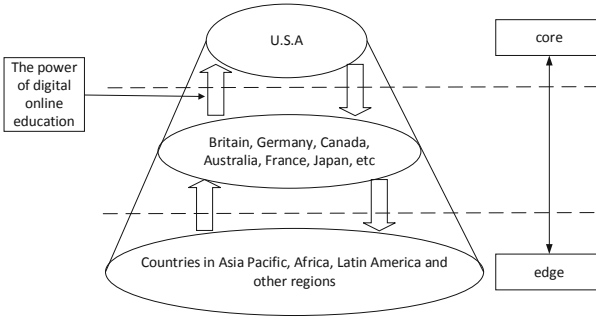 U.S.A
core
The power
of digital
online
education
Britain, Germany, Canada,
Australia, France, Japan, etc
Countries in Asia Pacific, Africa, Latin America and
other regions
edge